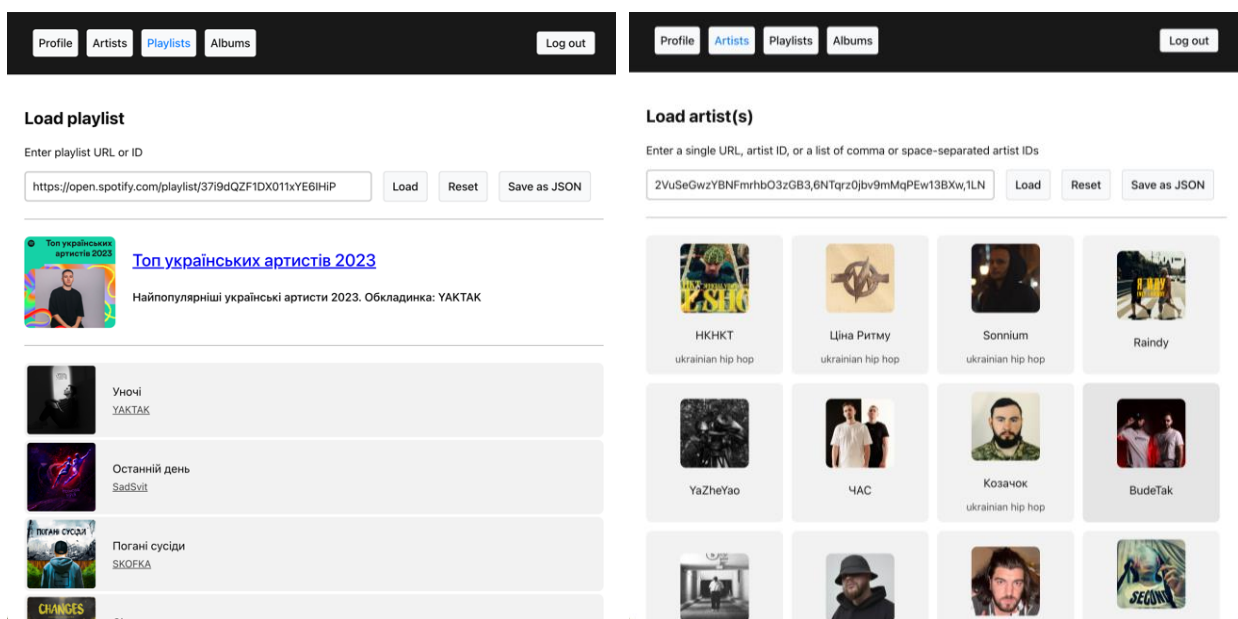 Profile
Artists
Playlists
Albums
Log out
Load playlist
Enter playlist URL or ID
https://open.spotify.com/playlist/37i9dQZF1DX011xYE6IHiP
Load
Reset
Save as JSON
Топ українських
артистів 2023
Топ українських артистів 2023
Найпопулярніші українські артисти 2023. Обкладинка: YAKTAK
Уночі
YAKTAK
Останній день
SadSvit
ПОГАНІ СУСІДИ
Погані сусіди
SKOFKA
CHANGES
Profile
Artists
Playlists
Albums
Log out
Load artist(s)
Enter a single URL, artist ID, or a list of comma or space-separated artist IDs
2VuSeGwzYBNFmrhbO3zGB3,6NTqrz0jbv9mMqPEw13BXw,1LN
Load
Reset
Save as JSON
НКНКТ
ukrainian hip hop
Ціна Ритму
ukrainian hip hop
Sonnium
ukrainian hip hop
Я ЙДУ
Raindy
YaZheYao
ЧАС
Козачок
ukrainian hip hop
BudeTak
SECOND